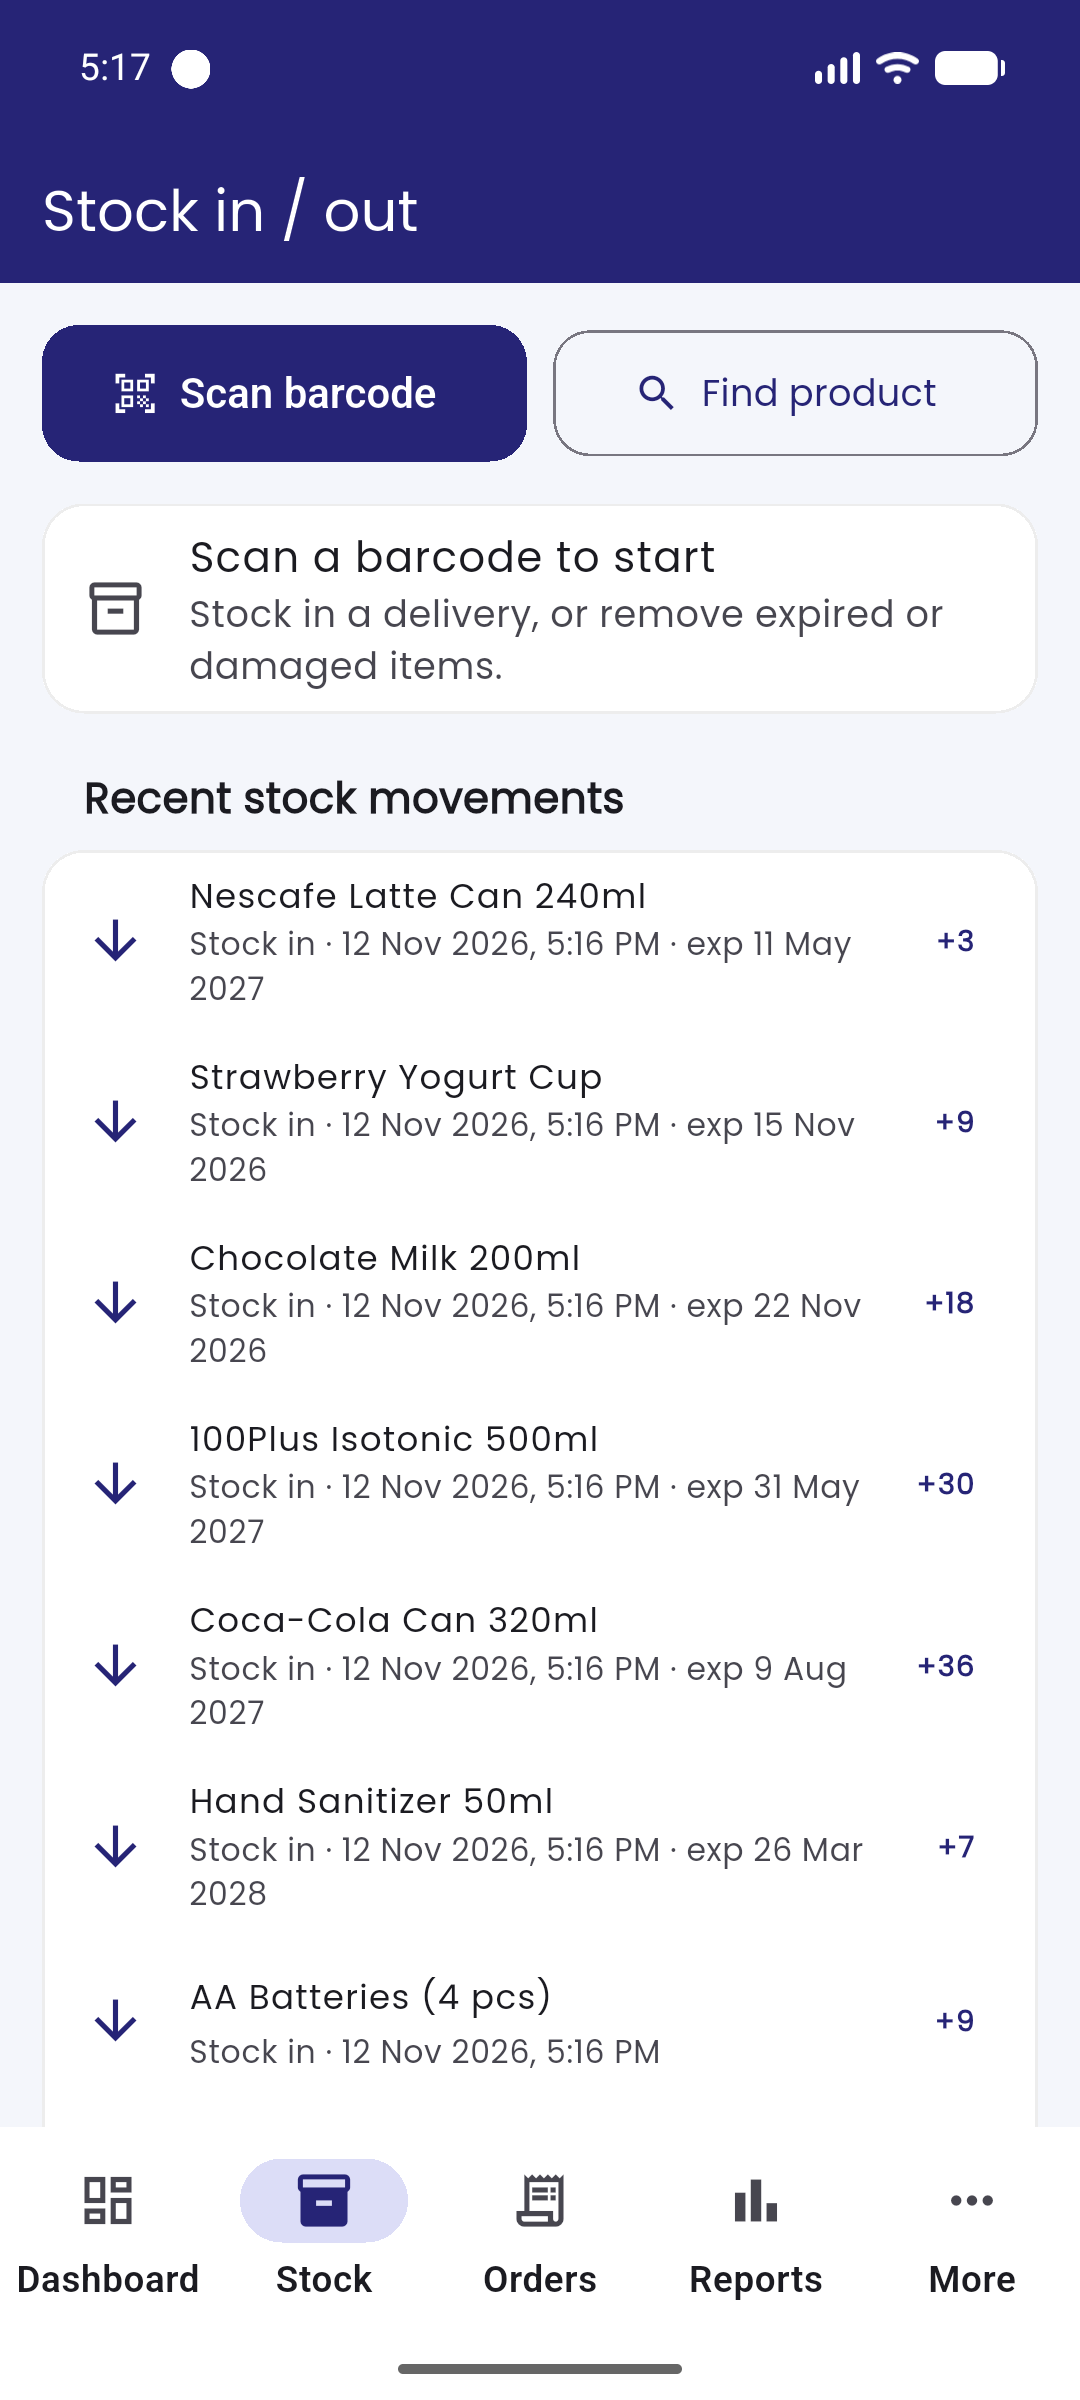 5:17
Stock in / out
Scan barcode
Find product
Scan a barcode to start
Stock in a delivery, or remove expired or
damaged items.
Recent stock movements
Nescafe Latte Can 240ml
Stock in · 12 Nov 2026, 5:16 PM · exp 11 May
2027
+3
Strawberry Yogurt Cup
Stock in · 12 Nov 2026, 5:16 PM · exp 15 Nov
2026
+9
Chocolate Milk 200ml
Stock in · 12 Nov 2026, 5:16 PM · exp 22 Nov
2026
+18
100Plus Isotonic 500ml
Stock in · 12 Nov 2026, 5:16 PM · exp 31 May
2027
+30
Coca-Cola Can 320ml
Stock in · 12 Nov 2026, 5:16 PM · exp 9 Aug
2027
+36
Hand Sanitizer 50ml
Stock in · 12 Nov 2026, 5:16 PM · exp 26 Mar
2028
+7
AA Batteries (4 pcs)
Stock in · 12 Nov 2026, 5:16 PM
+9
Dashboard
Stock
Orders
Reports
More